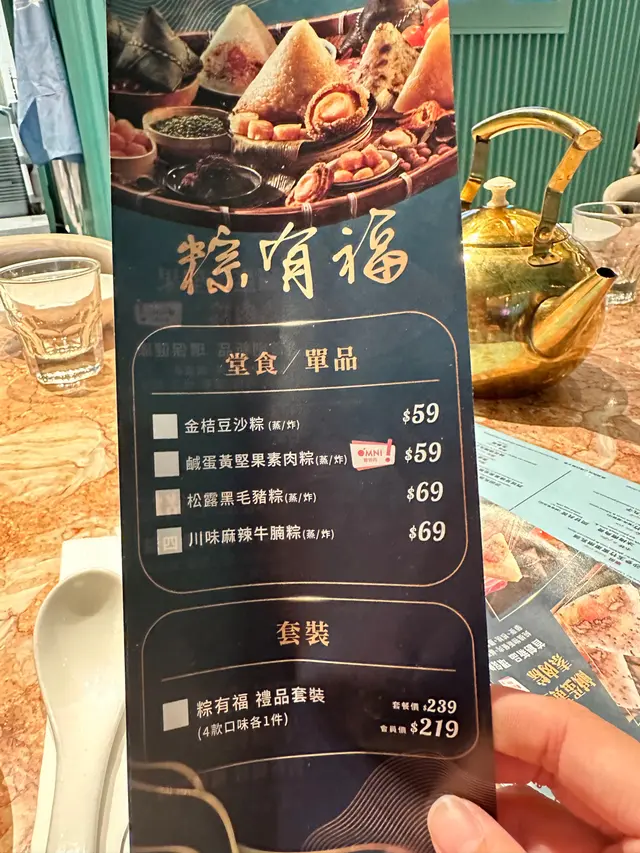 粽有福
堂食/單品
金桔豆沙粽(蒸/炸) $59
鹹蛋黃堅果素肉粽(蒸/炸) OMNI $59
松露黑毛豬粽(蒸/炸) $69
四 川味麻辣牛腩粽(蒸/炸) $69
套裝
粽有福 禮品套裝 套餐價 $239
(4款口味各1件) 會員價 $219